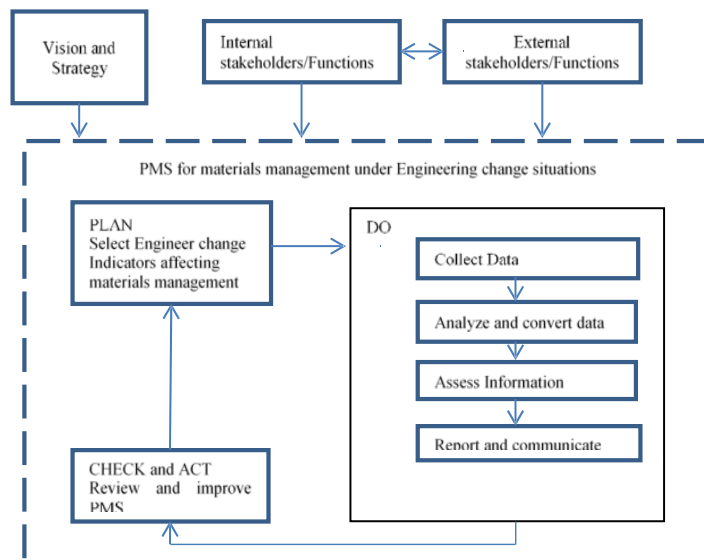 Vision and
Strategy
Internal
stakeholders/Functions
External
stakeholders/Functions
PMS for materials management under Engineering change situations
PLAN
Select Engineer change
Indicators affecting
materials management
DO
Collect Data
Analyze and convert data
Assess Information
Report and communicate
CHECK and ACT
Review and improve
PMS